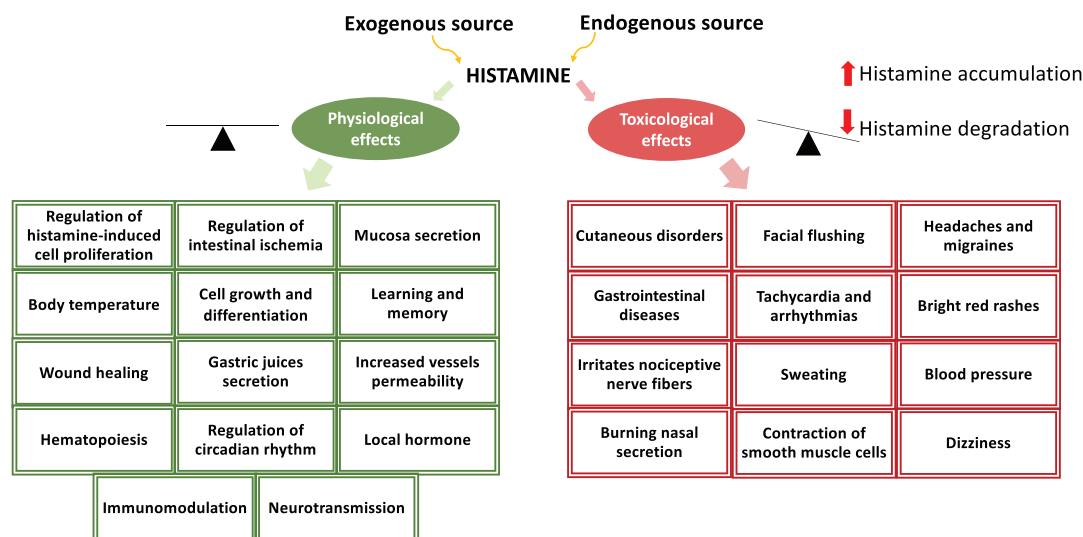 Exogenous source
Endogenous source
HISTAMINE
Histamine accumulation
Histamine degradation
Physiological
effects
Toxicological
effects
Regulation of
histamine-induced
cell proliferation
Regulation of
intestinal ischemia
Mucosa secretion
Body temperature
Cell growth and
differentiation
Learning and
memory
Wound healing
Gastric juices
secretion
Increased vessels
permeability
Hematopoiesis
Regulation of
circadian rhythm
Local hormone
Immunomodulation
Neurotransmission
Cutaneous disorders
Facial flushing
Headaches and
migraines
Gastrointestinal
diseases
Tachycardia and
arrhythmias
Bright red rashes
Irritates nociceptive
nerve fibers
Sweating
Blood pressure
Burning nasal
secretion
Contraction of
smooth muscle cells
Dizziness